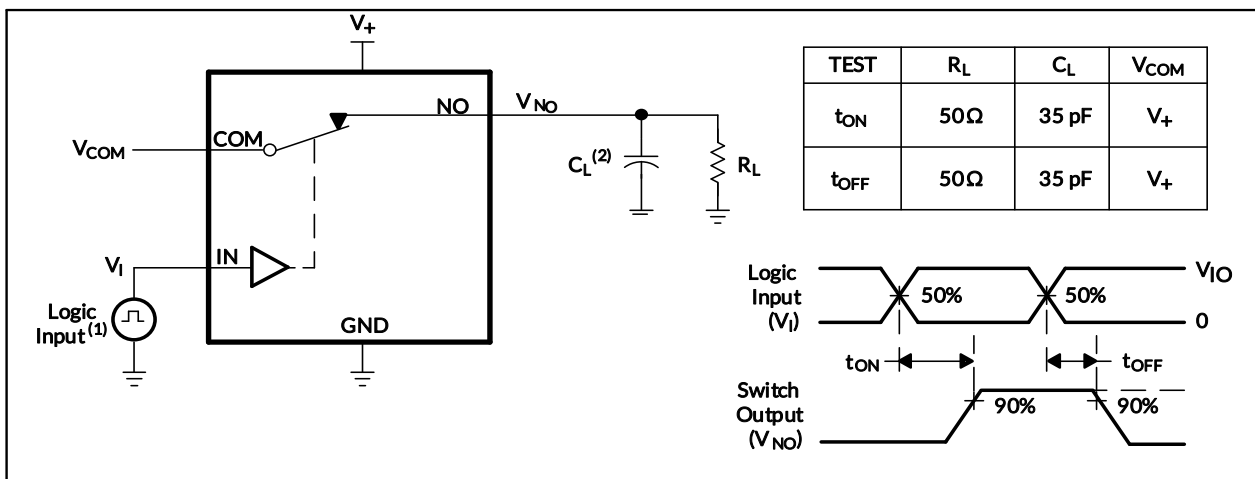 V+
NO
VNO
COM
VCOM
CL(2)
RL
IN
VI
Logic
Input(1)
GND
TEST RL CL VCOM
tON 50Ω 35 pF V+
tOFF 50Ω 35 pF V+
Logic
Input
(VI)
50%
50%
VIO
0
tON
tOFF
Switch
Output
(VNO)
90%
90%